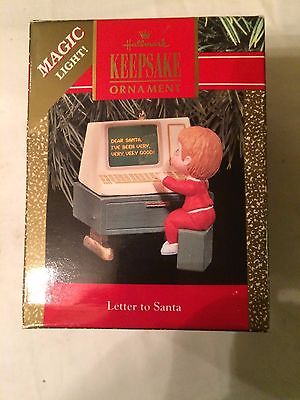 MAGIC
LIGHT!
Hallmark
KEEPSAKE
ORNAMENT
DEAR SANTA,
I'VE BEEN VERY,
VERY, VERY GOOD!
Letter to Santa